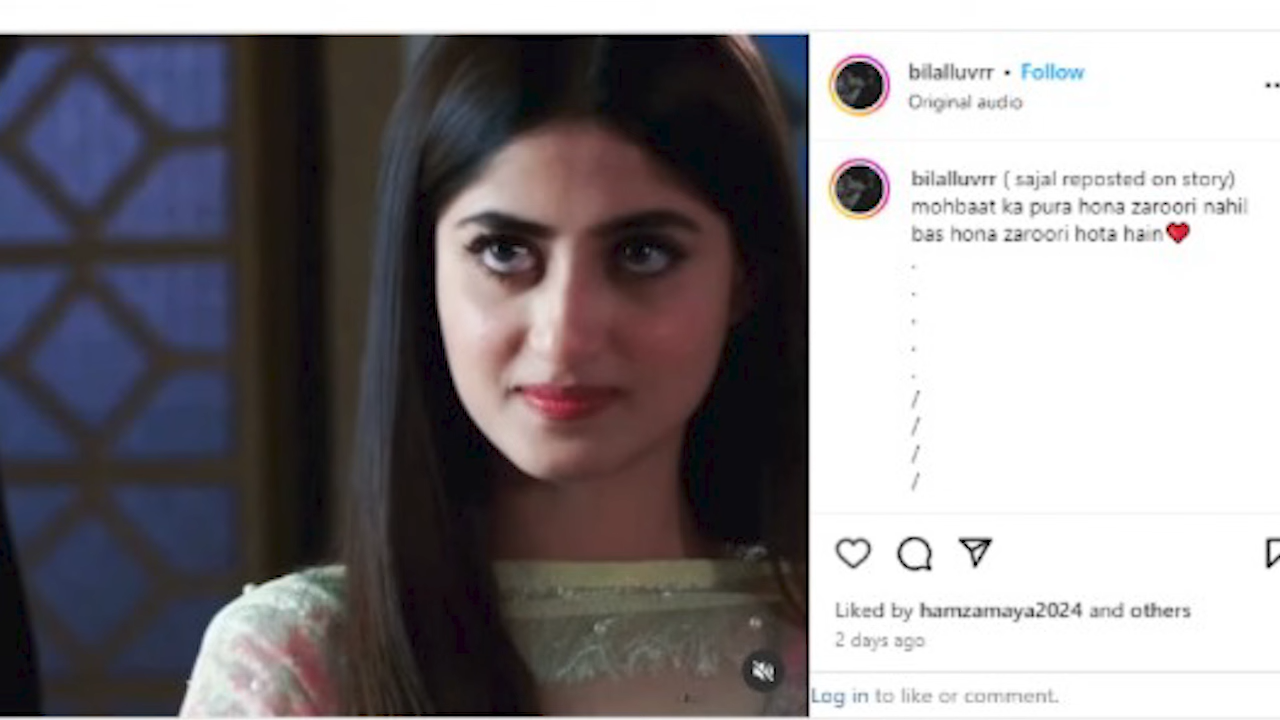 bilalluvrr • Follow
Original audio
bilalluvrr ( sajal reposted on story)
mohbaat ka pura hona zaroori nahil
bas hona zaroori hota hain❤️
.
.
.
.
.
/
/
/
/
Liked by hamzamaya2024 and others
2 days ago
Log in to like or comment.